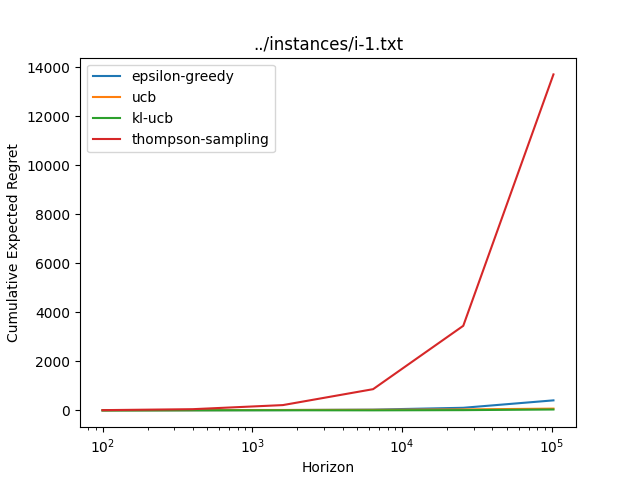 ../instances/i-1.txt
14000
12000
10000
8000
6000
4000
2000
0
Cumulative Expected Regret
epsilon-greedy
ucb
kl-ucb
thompson-sampling
10²
10³
10⁴
10⁵
Horizon